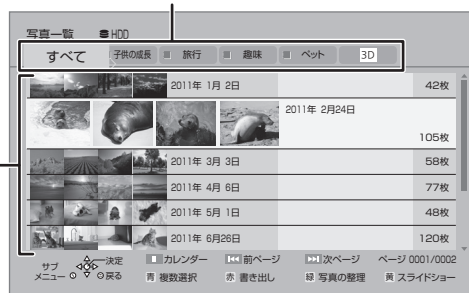 写真一覧 HDD
すべて 子供の成長 旅行 趣味 ペット 3D
2011年 1月 2日 42枚
2011年 2月24日
105枚
2011年 3月 3日 58枚
2011年 4月 6日 77枚
2011年 5月 1日 48枚
2011年 6月26日 120枚
サブメニュー 決定 戻る
カレンダー 前ページ 次ページ ページ 0001/0002
青 複数選択 赤 書き出し 緑 写真の整理 黄 スライドショー